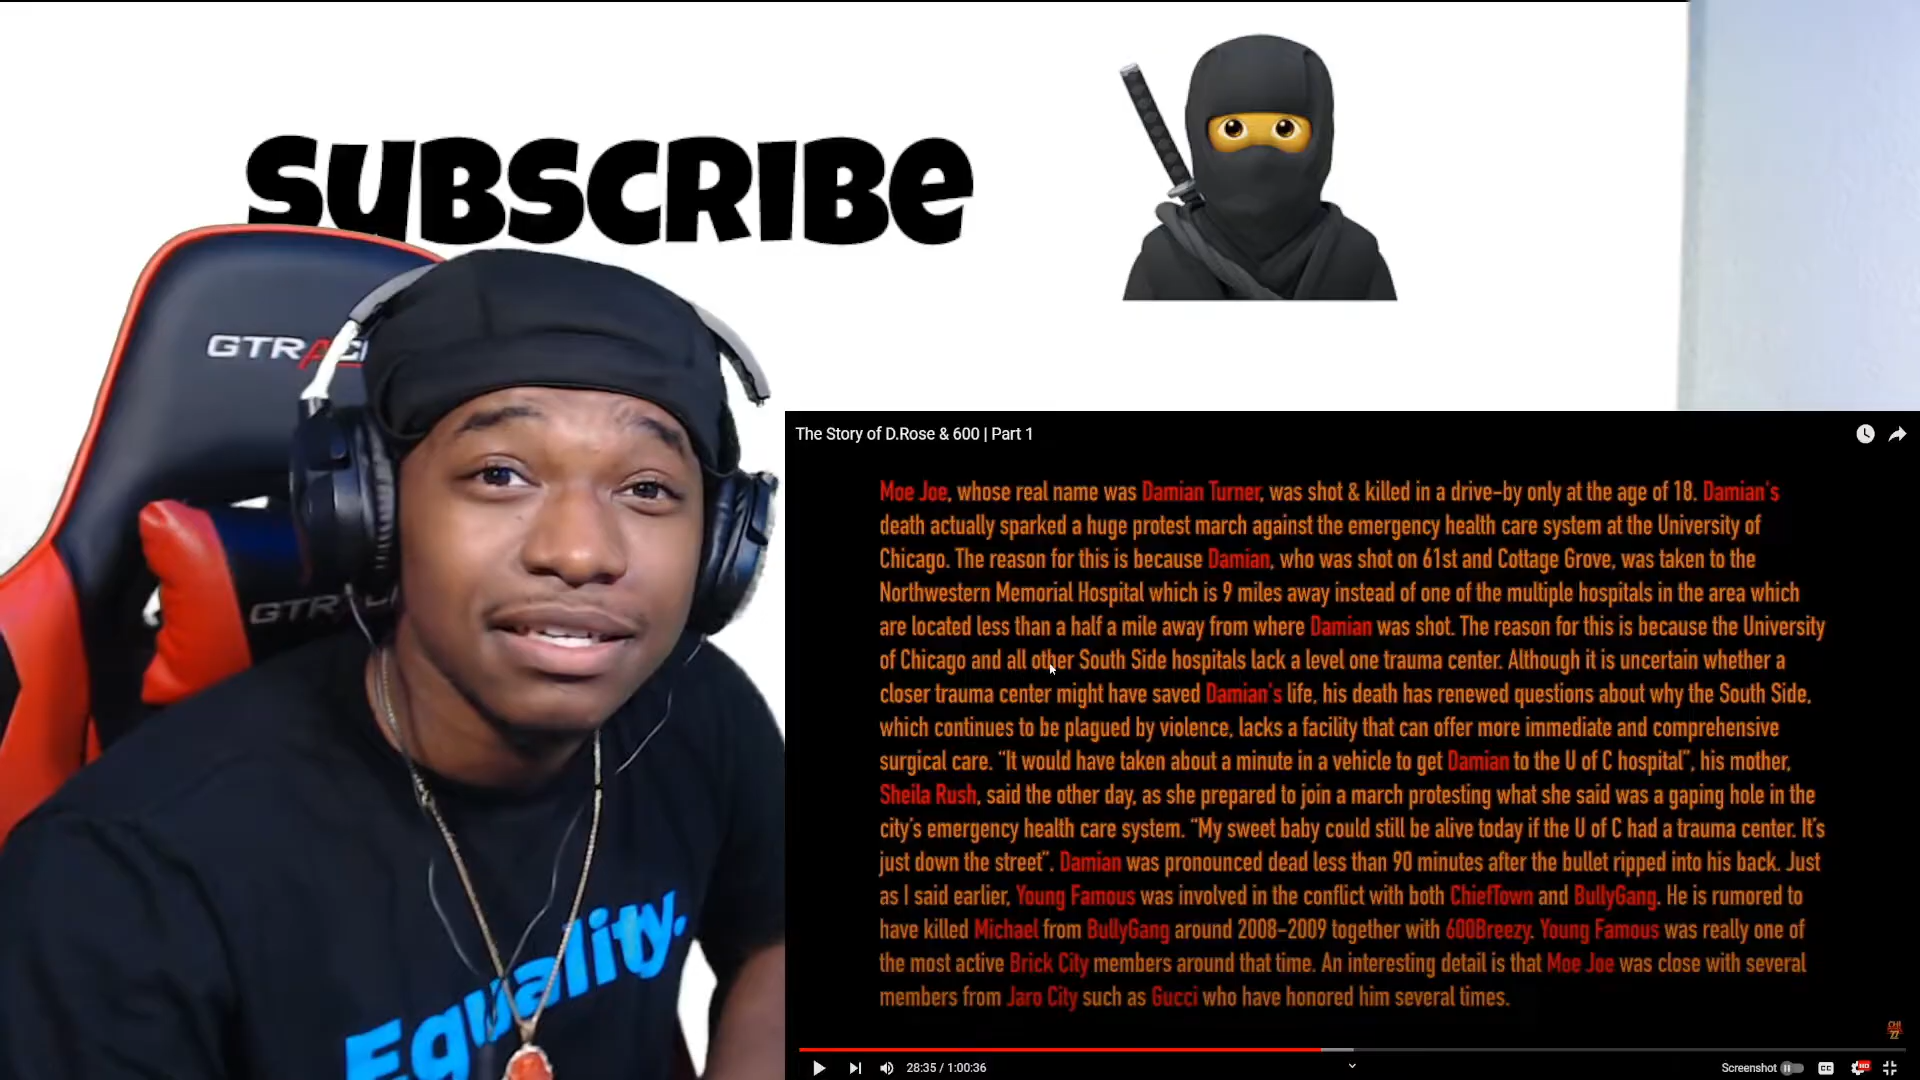 SUBSCRIBE
GTRACI
GTR
Equality.
The Story of D.Rose & 600 | Part 1
Moe Joe, whose real name was Damian Turner, was shot & killed in a drive-by only at the age of 18. Damian's
death actually sparked a huge protest march against the emergency health care system at the University of
Chicago. The reason for this is because Damian, who was shot on 61st and Cottage Grove, was taken to the
Northwestern Memorial Hospital which is 9 miles away instead of one of the multiple hospitals in the area which
are located less than a half a mile away from where Damian was shot. The reason for this is because the University
of Chicago and all other South Side hospitals lack a level one trauma center. Although it is uncertain whether a
closer trauma center might have saved Damian's life, his death has renewed questions about why the South Side,
which continues to be plagued by violence, lacks a facility that can offer more immediate and comprehensive
surgical care. "It would have taken about a minute in a vehicle to get Damian to the U of C hospital", his mother,
Sheila Rush, said the other day, as she prepared to join a march protesting what she said was a gaping hole in the
city's emergency health care system. "My sweet baby could still be alive today if the U of C had a trauma center. It's
just down the street". Damian was pronounced dead less than 90 minutes after the bullet ripped into his back. Just
as I said earlier, Young Famous was involved in the conflict with both ChiefTown and BullyGang. He is rumored to
have killed Michael from BullyGang around 2008-2009 together with 600Breezy. Young Famous was really one of
the most active Brick City members around that time. An interesting detail is that Moe Joe was close with several
members from Jaro City such as Gucci who have honored him several times.
CHI
77
28:35 / 1:00:36
Screenshot
CC
HD